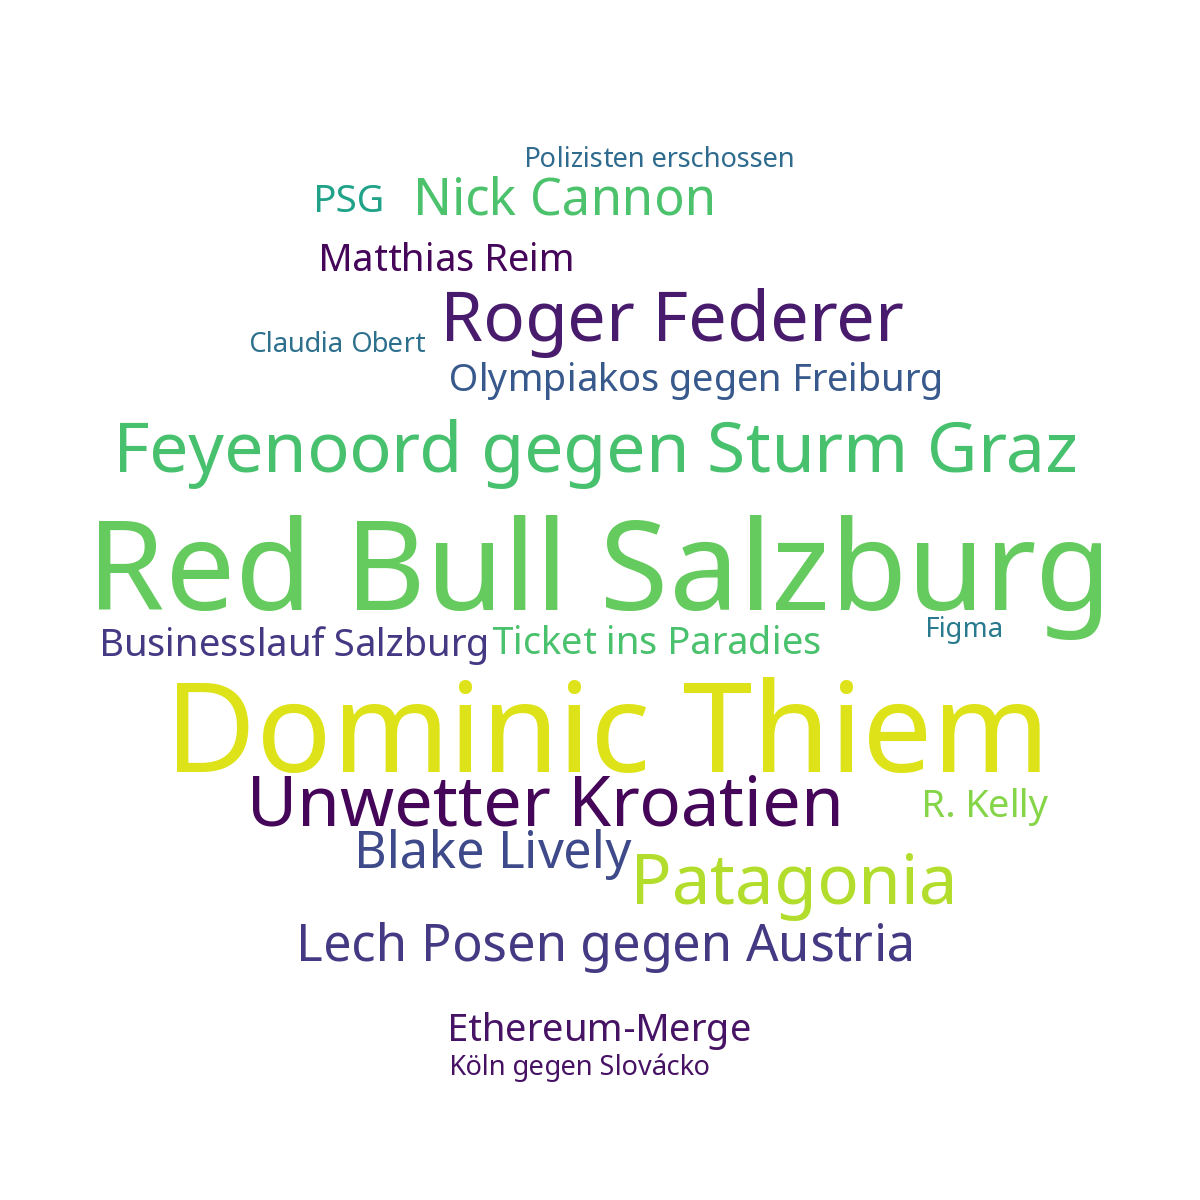 Polizisten erschossen
PSG
Nick Cannon
Matthias Reim
Roger Federer
Claudia Obert
Olympiakos gegen Freiburg
Feyenoord gegen Sturm Graz
Red Bull Salzburg
Figma
Businesslauf Salzburg
Ticket ins Paradies
Dominic Thiem
Unwetter Kroatien
R. Kelly
Blake Lively
Patagonia
Lech Posen gegen Austria
Ethereum-Merge
Köln gegen Slovácko